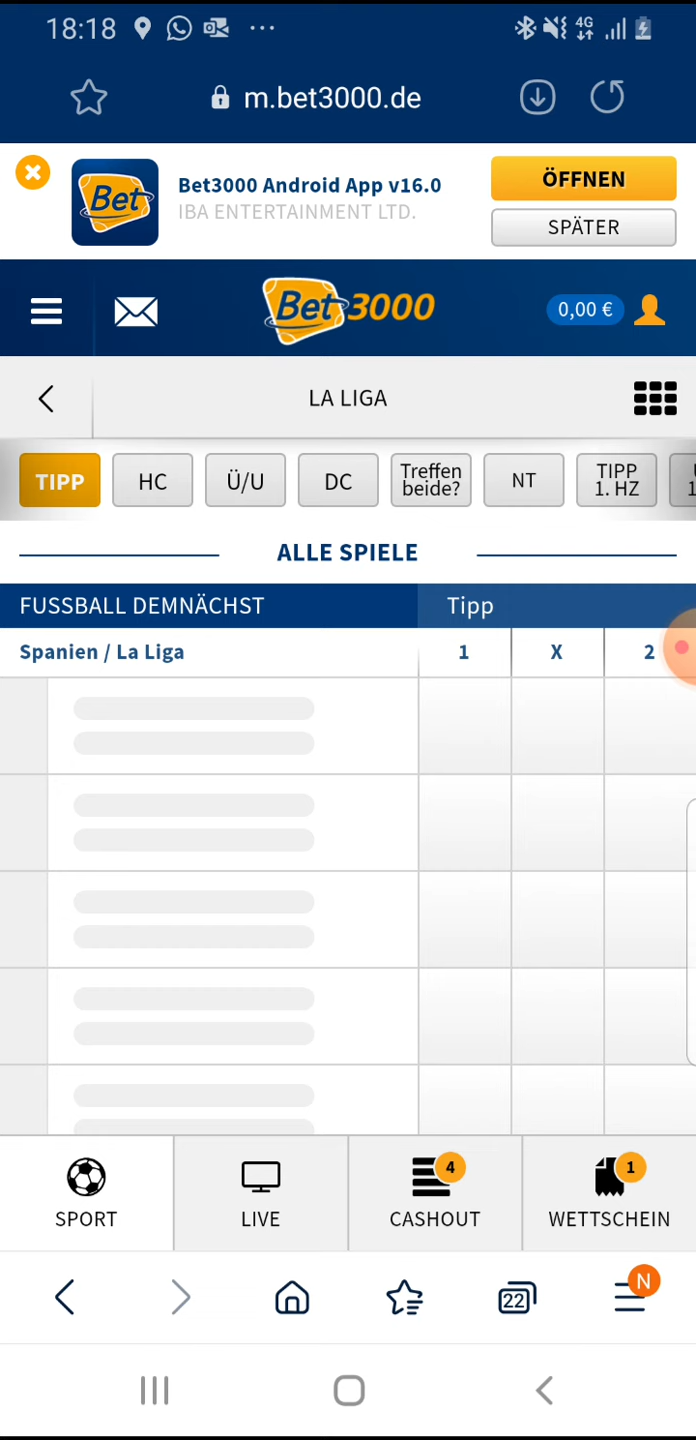 18:18
4G
m.bet3000.de
Bet
Bet3000 Android App v16.0
IBA ENTERTAINMENT LTD.
ÖFFNEN
SPÄTER
Bet3000
0,00 €
LA LIGA
TIPP
HC
Ü/U
DC
Treffen
beide?
NT
TIPP
1. HZ
ALLE SPIELE
FUSSBALL DEMNÄCHST
Tipp
Spanien / La Liga
1
X
2
4
1
SPORT
LIVE
CASHOUT
WETTSCHEIN
22
N